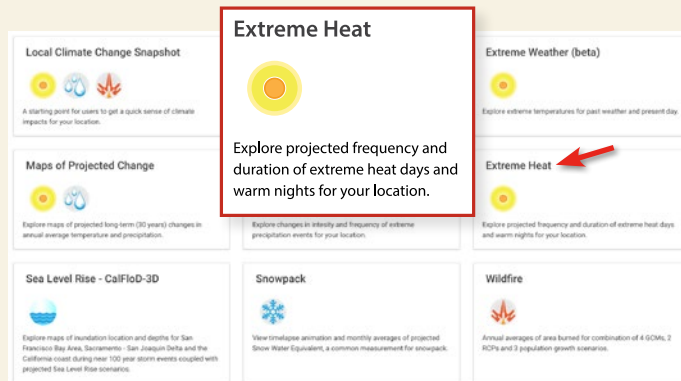 Local Climate Change Snapshot
A starting point for users to get a quick sense of climate
impacts for your location.
Extreme Heat
Explore projected frequency and
duration of extreme heat days and
warm nights for your location.
Extreme Weather (beta)
Explore extreme temperatures for past weather and present day.
Maps of Projected Change
Explore maps of projected long-term (30 years) changes in
annual average temperature and precipitation.
Explore changes in intesity and frequency of extreme
precipitation events for your location.
Extreme Heat
Explore projected frequency and duration of extreme heat days
and warm nights for your location.
Sea Level Rise - CalFloD-3D
Explore maps of inundation location and depths for San
Francisco Bay Area, Sacramento - San Joaquin Delta and the
California coast during near 100 year storm events coupled with
projected Sea Level Rise scenarios.
Snowpack
View timelapse animation and monthly averages of projected
Snow Water Equivalent, a common measurement for snowpack.
Wildfire
Annual averages of area burned for combination of 4 GCMs, 2
RCPs and 3 population growth scenarios.